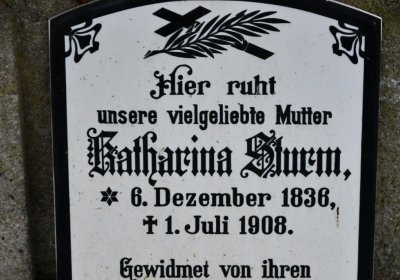 Hier ruht
unsere vielgeliebte Mutter
Katharina Sturm,
✲ 6. Dezember 1836,
✝ 1. Juli 1908.
Gewidmet von ihren